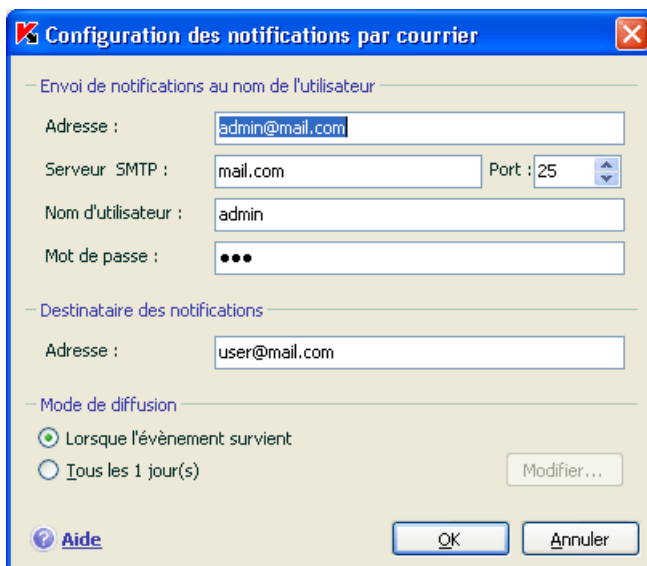 Configuration des notifications par courrier
Envoi de notifications au nom de l'utilisateur
Adresse : admin@mail.com
Serveur SMTP : mail.com Port : 25
Nom d'utilisateur : admin
Mot de passe : •••
Destinataire des notifications
Adresse : user@mail.com
Mode de diffusion
Lorsque l'évènement survient
Tous les 1 jour(s) Modifier...
Aide OK Annuler